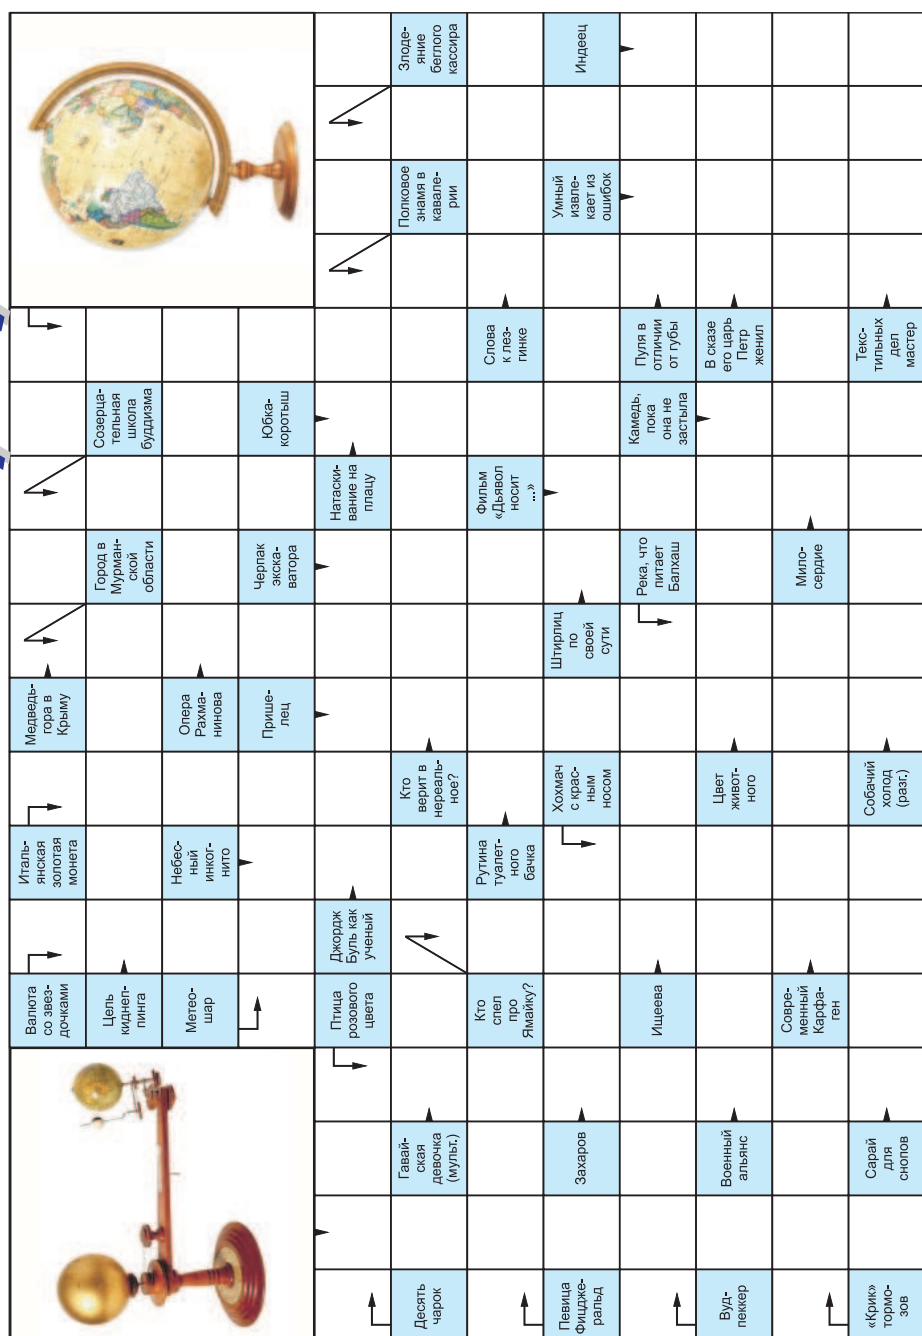 Валюта
со звез-
дочками
Италь-
янская
золотая
монета
Медведь-
гора в
Крыму
Цель
киднеп-
пинга
Город в
Мурман-
ской
области
Созерца-
тельная
школа
буддизма
Метео-
шар
Небес-
ный
инког-
нито
Опера
Рахма-
нинова
Прише-
лец
Черпак
экска-
ватора
Юбка-
коротыш
Птица
розового
цвета
Джордж
Буль как
ученый
Натаски-
вание на
плацу
Десять
чарок
Гавай-
ская
девочка
(мульт.)
Кто
верит в
нереаль-
ное?
Полковое
знамя в
кавале-
рии
Злоде-
яние
беглого
кассира
Кто
спел
про
Ямайку?
Рутина
туалет-
ного
бачка
Фильм
«Дьявол
носит
...»
Слова
к лез-
гинке
Певица
Фицдже-
ральд
Захаров
Хохмач
с крас-
ным
носом
Штирлиц
по
своей
сути
Умный
извле-
кает из
ошибок
Индеец
Ищеева
Река, что
питает
Балхаш
Камедь,
пока
она не
застыла
Пуля в
отличии
от губы
Вуд-
пеккер
Военный
альянс
Цвет
живот-
ного
В сказе
его царь
Петр
женил
Совре-
менный
Карфа-
ген
Мило-
сердие
«Крик»
тормо-
зов
Сарай
для
снопов
Собачий
холод
(разг.)
Текс-
тильных
дел
мастер